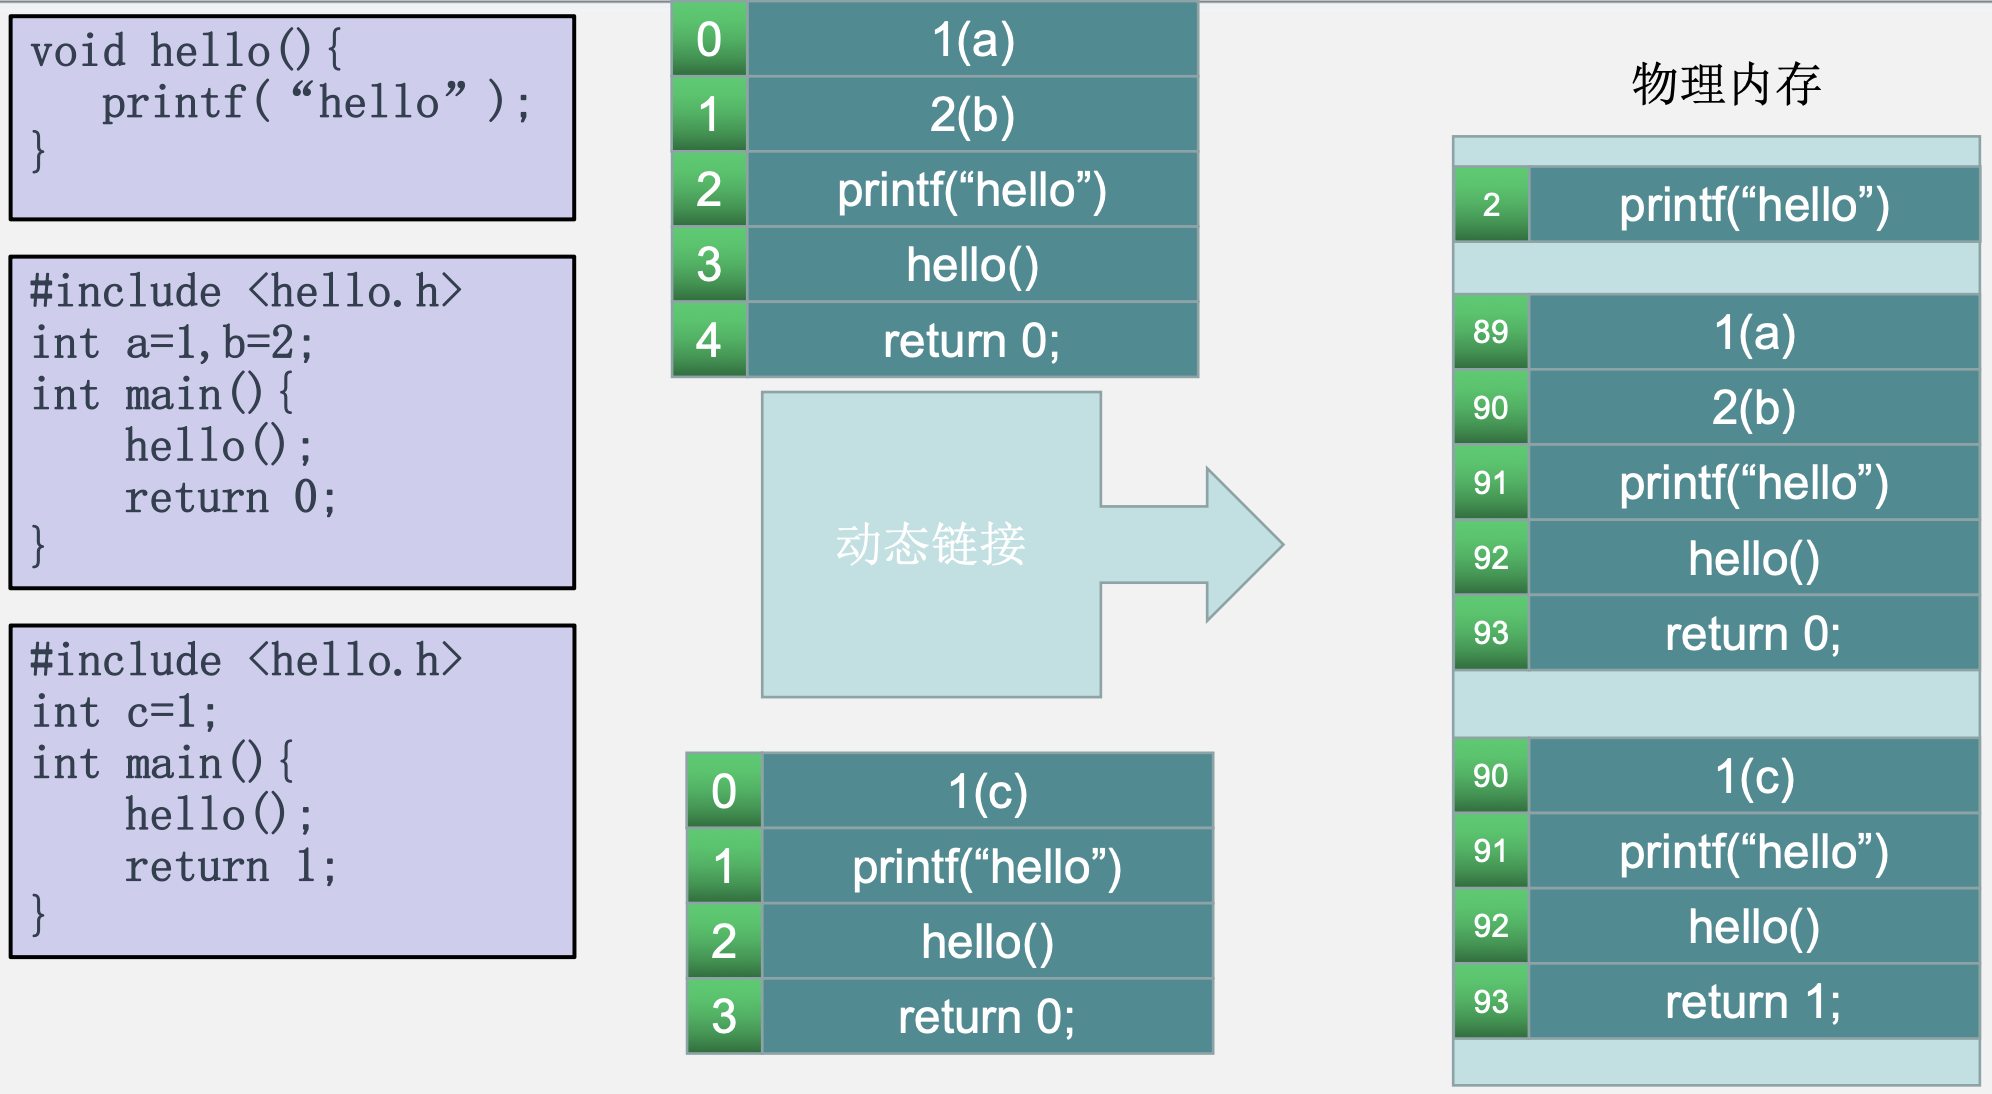 void hello(){
printf(“hello”);
}
#include <hello.h>
int a=1,b=2;
int main(){
hello();
return 0;
}
#include <hello.h>
int c=1;
int main(){
hello();
return 1;
}
0 1(a)
1 2(b)
2 printf(“hello”)
3 hello()
4 return 0;
动态链接
0 1(c)
1 printf(“hello”)
2 hello()
3 return 0;
物理内存
2 printf(“hello”)
89 1(a)
90 2(b)
91 printf(“hello”)
92 hello()
93 return 0;
90 1(c)
91 printf(“hello”)
92 hello()
93 return 1;